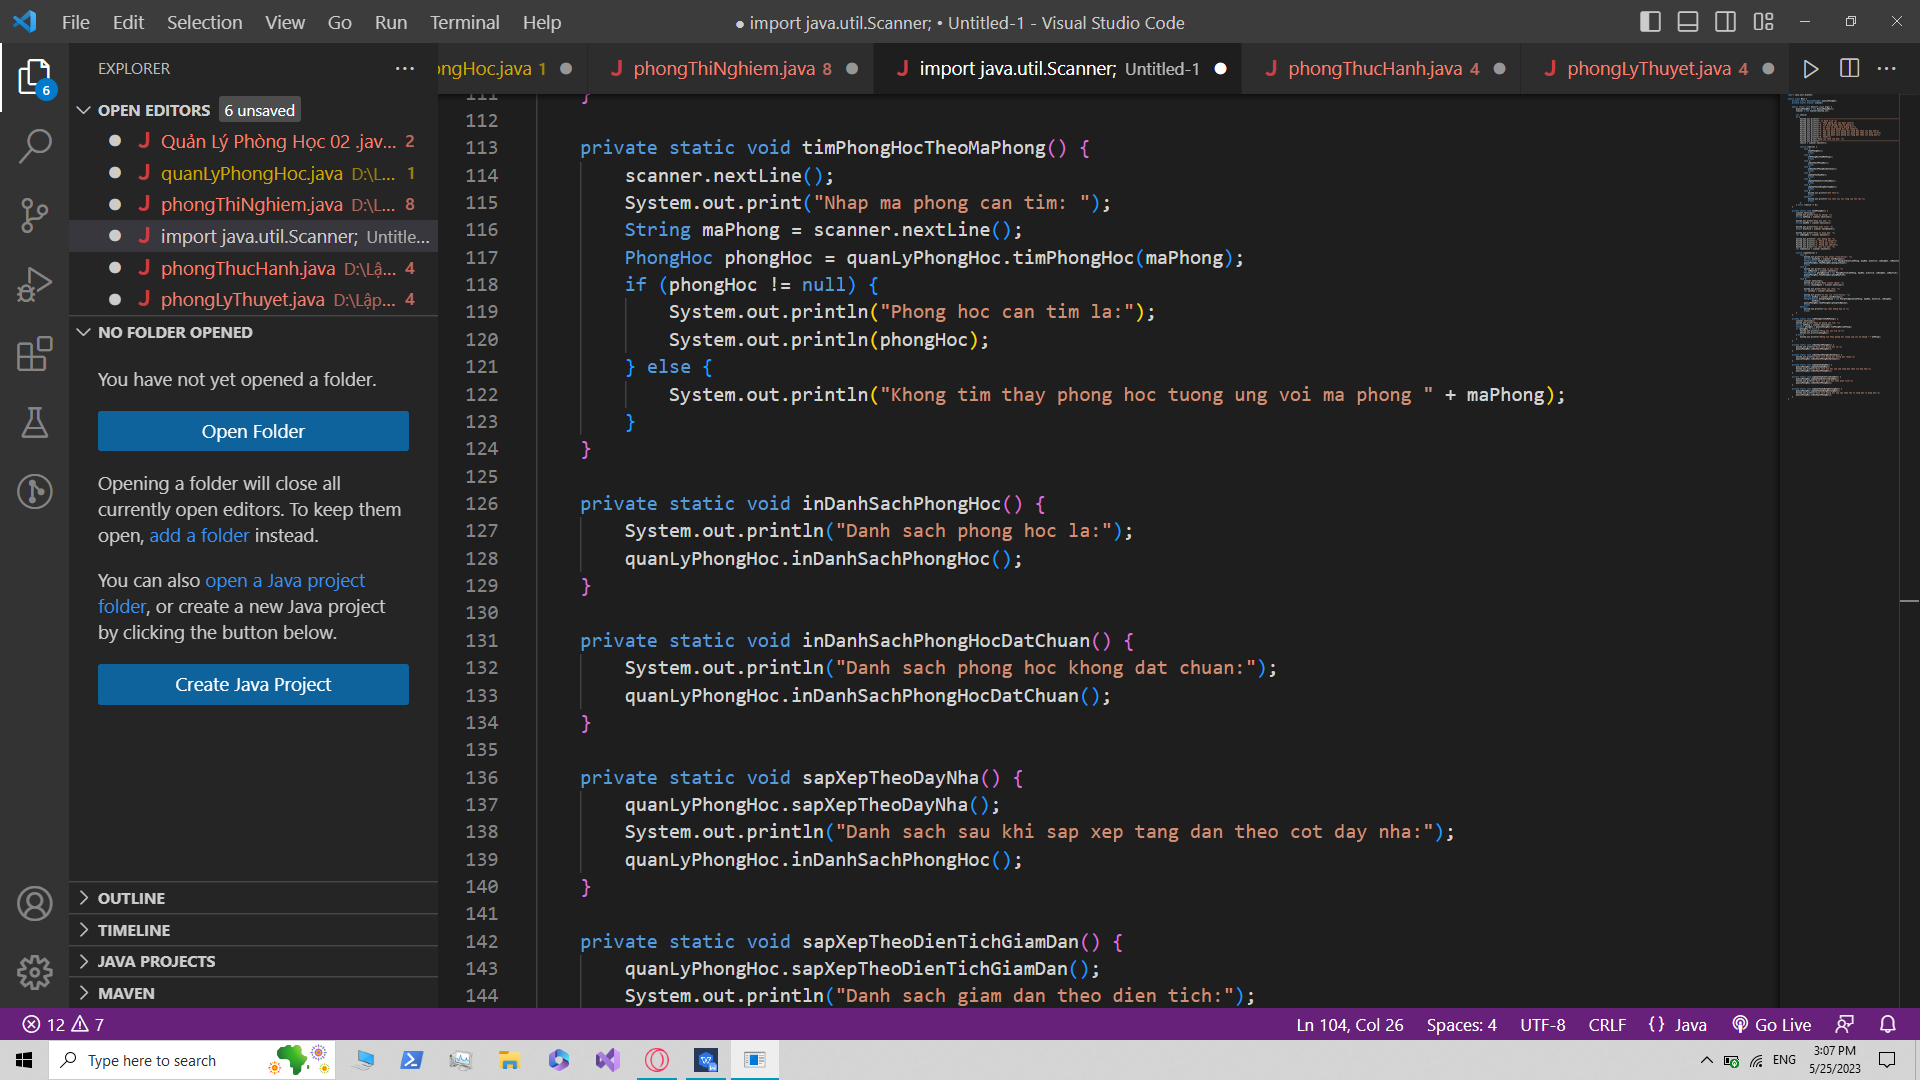 File Edit Selection View Go Run Terminal Help
● import java.util.Scanner; • Untitled-1 - Visual Studio Code
EXPLORER
ngHoc.java 1
J phongThiNghiem.java 8
J import java.util.Scanner; Untitled-1
J phongThucHanh.java 4
J phongLyThuyet.java 4
6
OPEN EDITORS 6 unsaved
J Quản Lý Phòng Học 02 .jav... 2
J quanLyPhongHoc.java D:\L... 1
J phongThiNghiem.java D:\L... 8
J import java.util.Scanner; Untitle...
J phongThucHanh.java D:\Lậ... 4
J phongLyThuyet.java D:\Lập... 4
NO FOLDER OPENED
You have not yet opened a folder.
Open Folder
Opening a folder will close all
currently open editors. To keep them
open, add a folder instead.
You can also open a Java project
folder, or create a new Java project
by clicking the button below.
Create Java Project
OUTLINE
TIMELINE
JAVA PROJECTS
MAVEN
111 }
112
113 private static void timPhongHocTheoMaPhong() {
114 scanner.nextLine();
115 System.out.print("Nhap ma phong can tim: ");
116 String maPhong = scanner.nextLine();
117 PhongHoc phongHoc = quanLyPhongHoc.timPhongHoc(maPhong);
118 if (phongHoc != null) {
119 System.out.println("Phong hoc can tim la:");
120 System.out.println(phongHoc);
121 } else {
122 System.out.println("Khong tim thay phong hoc tuong ung voi ma phong " + maPhong);
123 }
124 }
125
126 private static void inDanhSachPhongHoc() {
127 System.out.println("Danh sach phong hoc la:");
128 quanLyPhongHoc.inDanhSachPhongHoc();
129 }
130
131 private static void inDanhSachPhongHocDatChuan() {
132 System.out.println("Danh sach phong hoc khong dat chuan:");
133 quanLyPhongHoc.inDanhSachPhongHocDatChuan();
134 }
135
136 private static void sapXepTheoDayNha() {
137 quanLyPhongHoc.sapXepTheoDayNha();
138 System.out.println("Danh sach sau khi sap xep tang dan theo cot day nha:");
139 quanLyPhongHoc.inDanhSachPhongHoc();
140 }
141
142 private static void sapXepTheoDienTichGiamDan() {
143 quanLyPhongHoc.sapXepTheoDienTichGiamDan();
144 System.out.println("Danh sach giam dan theo dien tich:");
12 7
Ln 104, Col 26 Spaces: 4 UTF-8 CRLF {} Java Go Live
Type here to search
ENG
3:07 PM
5/25/2023